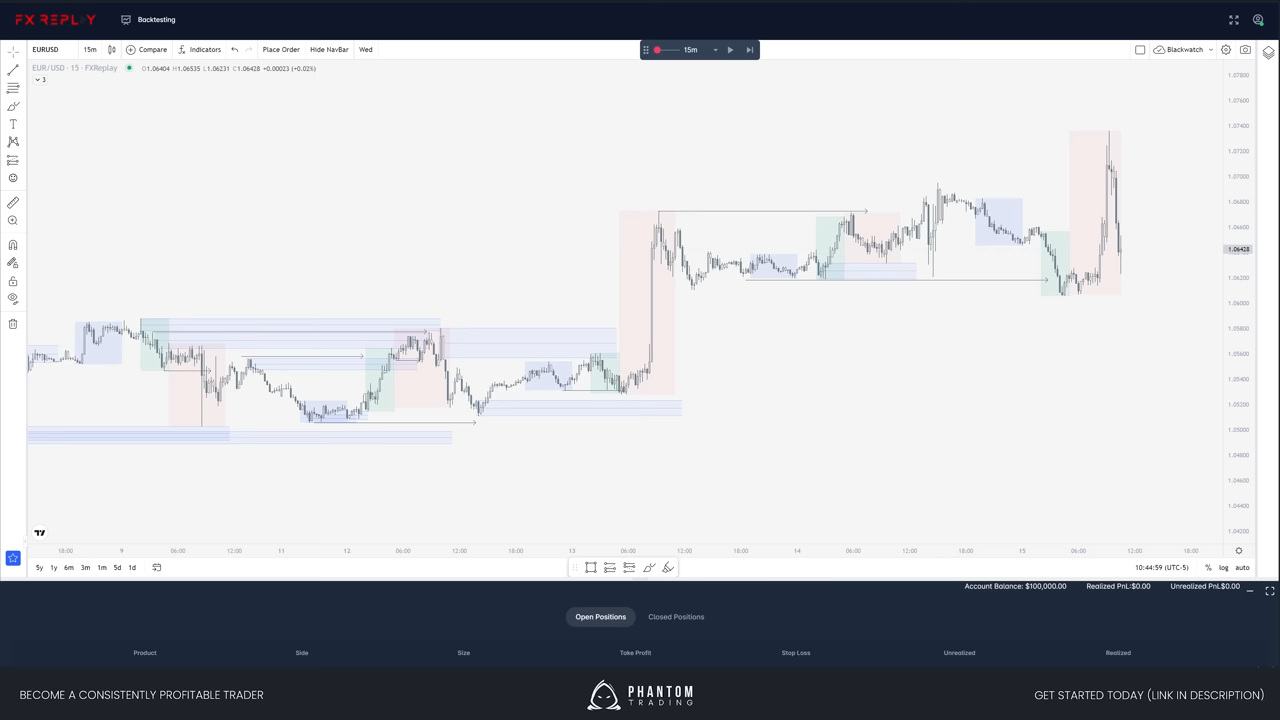 FX REPLAY
Backtesting
EURUSD 15m Compare Indicators Place Order Hide NavBar Wed 15m Blackwatch
EUR/USD · 15 · FXReplay O1.06404 H1.06535 L1.06231 C1.06428 +0.00023 (+0.02%)
3
1.07800
1.07600
1.07400
1.07200
1.07000
1.06800
1.06600
1.06428
1.06200
1.06000
1.05800
1.05600
1.05400
1.05200
1.05000
1.04800
1.04600
1.04400
1.04200
18:00 9 06:00 12:00 11 12 06:00 12:00 18:00 13 06:00 12:00 18:00 14 06:00 12:00 18:00 15 06:00 12:00 18:00
5y 1y 6m 3m 1m 5d 1d 10:44:59 (UTC-5) % log auto
Account Balance: $100,000.00 Realized PnL:$0.00 Unrealized PnL$0.00
Open Positions Closed Positions
Product Side Size Take Profit Stop Loss Unrealized Realized
BECOME A CONSISTENTLY PROFITABLE TRADER
PHANTOM
TRADING
GET STARTED TODAY (LINK IN DESCRIPTION)